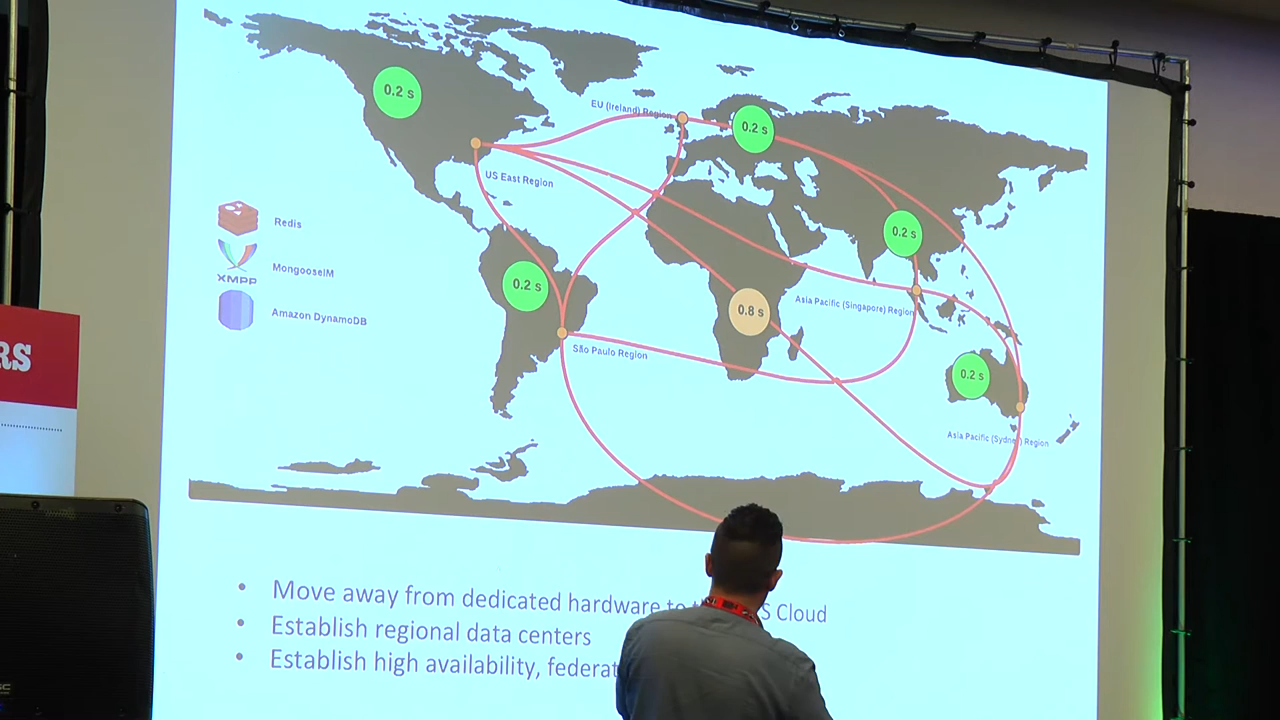 0.2 s
EU (Ireland) Region
0.2 s
US East Region
Redis
0.2 s
XMPP
MongooseIM
0.2 s
Asia Pacific (Singapore) Region
0.8 s
Amazon DynamoDB
São Paulo Region
0.2 s
Asia Pacific (Sydney) Region
RS
• Move away from dedicated hardware to S Cloud
• Establish regional data centers
• Establish high availability, federat